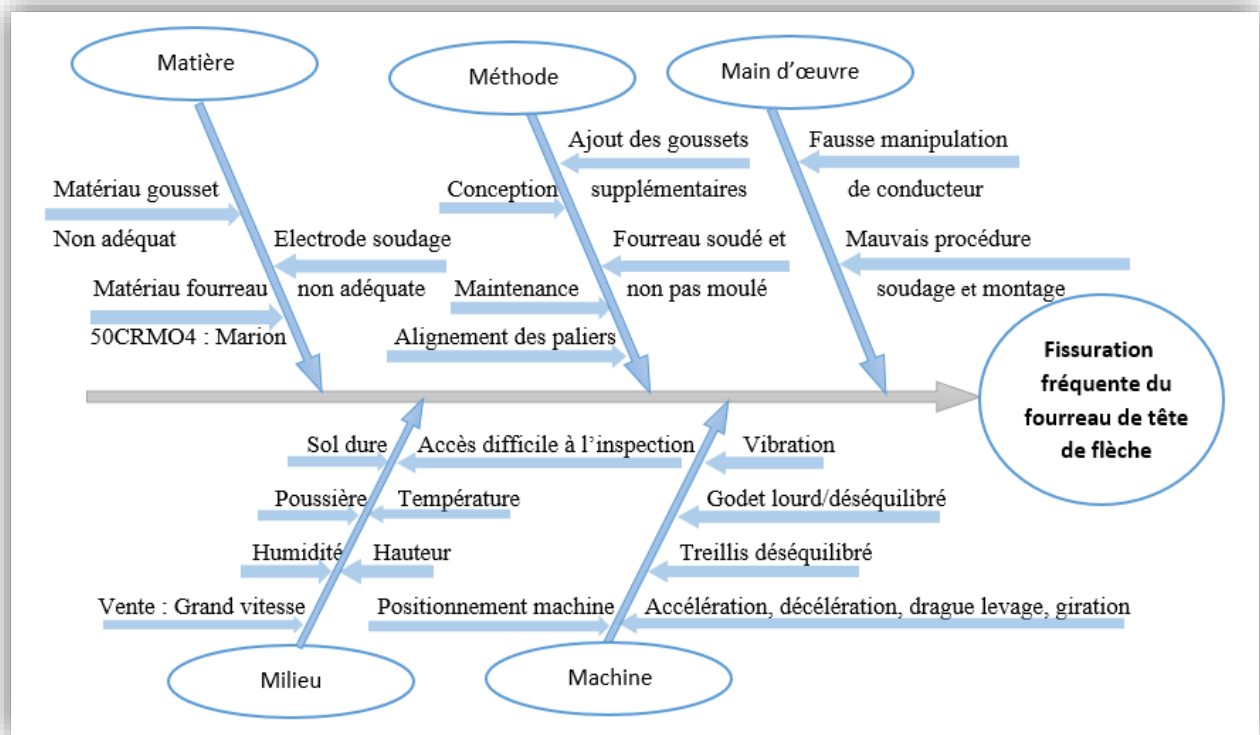 Matière
Méthode
Main d'œuvre
Matériau gousset
Non adéquat
Electrode soudage
non adéquate
Matériau fourreau
50CRMO4 : Marion
Ajout des goussets
supplémentaires
Conception
Fourreau soudé et
non pas moulé
Maintenance
Alignement des paliers
Fausse manipulation
de conducteur
Mauvais procédure
soudage et montage
Fissuration
fréquente du
fourreau de tête
de flèche
Sol dure
Accès difficile à l’inspection
Poussière
Température
Humidité
Hauteur
Vente : Grand vitesse
Vibration
Godet lourd/déséquilibré
Treillis déséquilibré
Positionnement machine
Accélération, décélération, drague levage, giration
Milieu
Machine